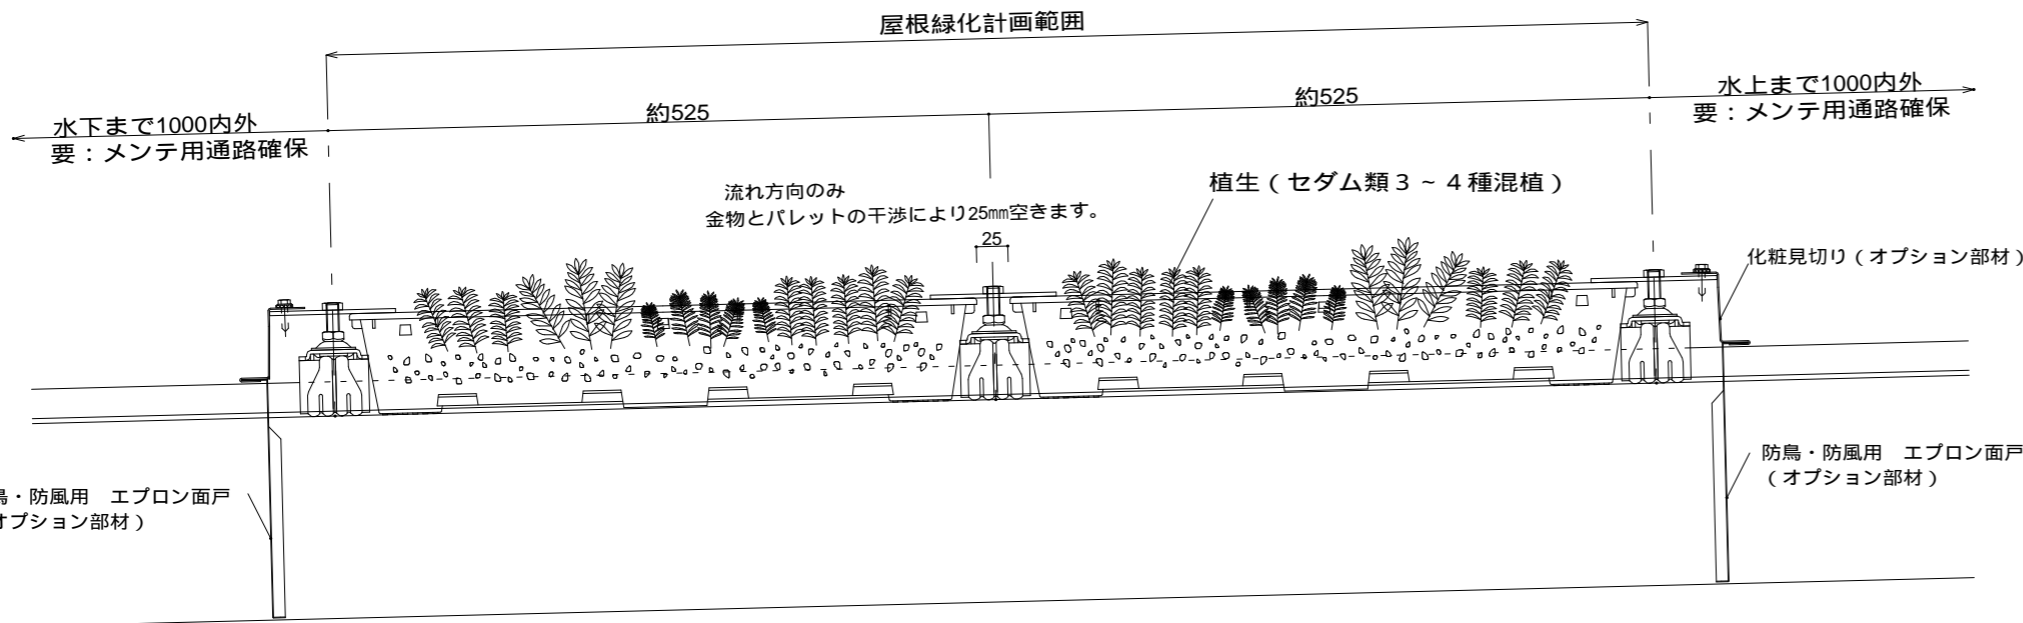 屋根緑化計画範囲
水下まで1000内外
要：メンテ用通路確保
約525
約525
水上まで1000内外
要：メンテ用通路確保
流れ方向のみ
金物とパレットの干渉により25㎜空きます。
25
植生（セダム類３～４種混植）
化粧見切り（オプション部材）
防鳥・防風用　エプロン面戸
（オプション部材）
鳥・防風用　エプロン面戸
オプション部材）